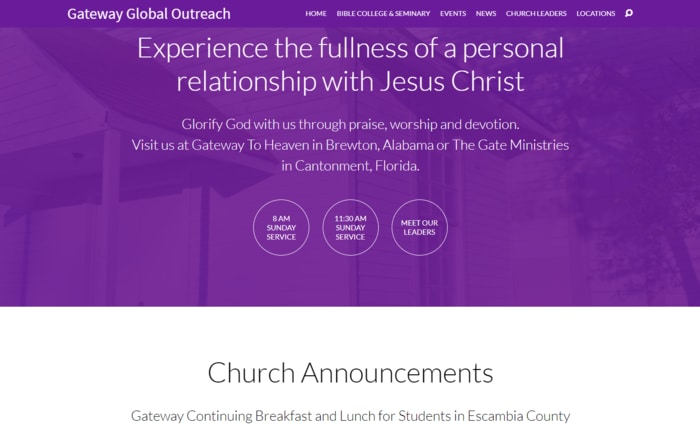 Gateway Global Outreach
HOME BIBLE COLLEGE & SEMINARY EVENTS NEWS CHURCH LEADERS LOCATIONS
Experience the fullness of a personal
relationship with Jesus Christ
Glorify God with us through praise, worship and devotion.
Visit us at Gateway To Heaven in Brewton, Alabama or The Gate Ministries
in Cantonment, Florida.
8 AM
SUNDAY
SERVICE
11:30 AM
SUNDAY
SERVICE
MEET OUR
LEADERS
Church Announcements
Gateway Continuing Breakfast and Lunch for Students in Escambia County